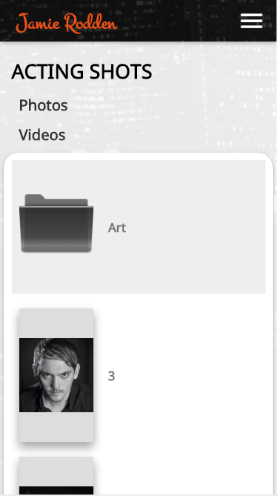 Jamie Rodden
ACTING SHOTS
Photos
Videos
Art
3